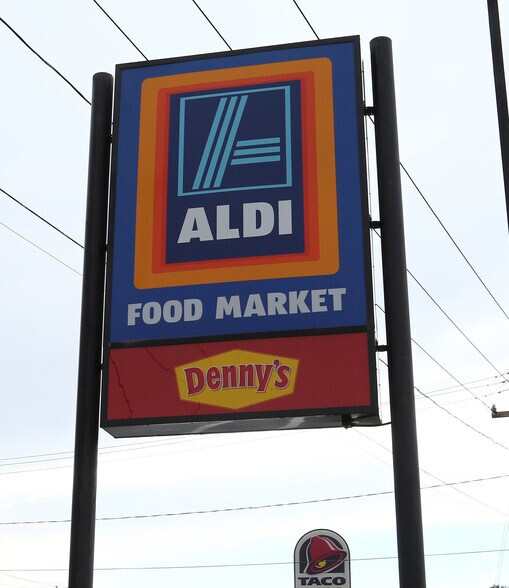 ALDI
FOOD MARKET
Denny's
TACO